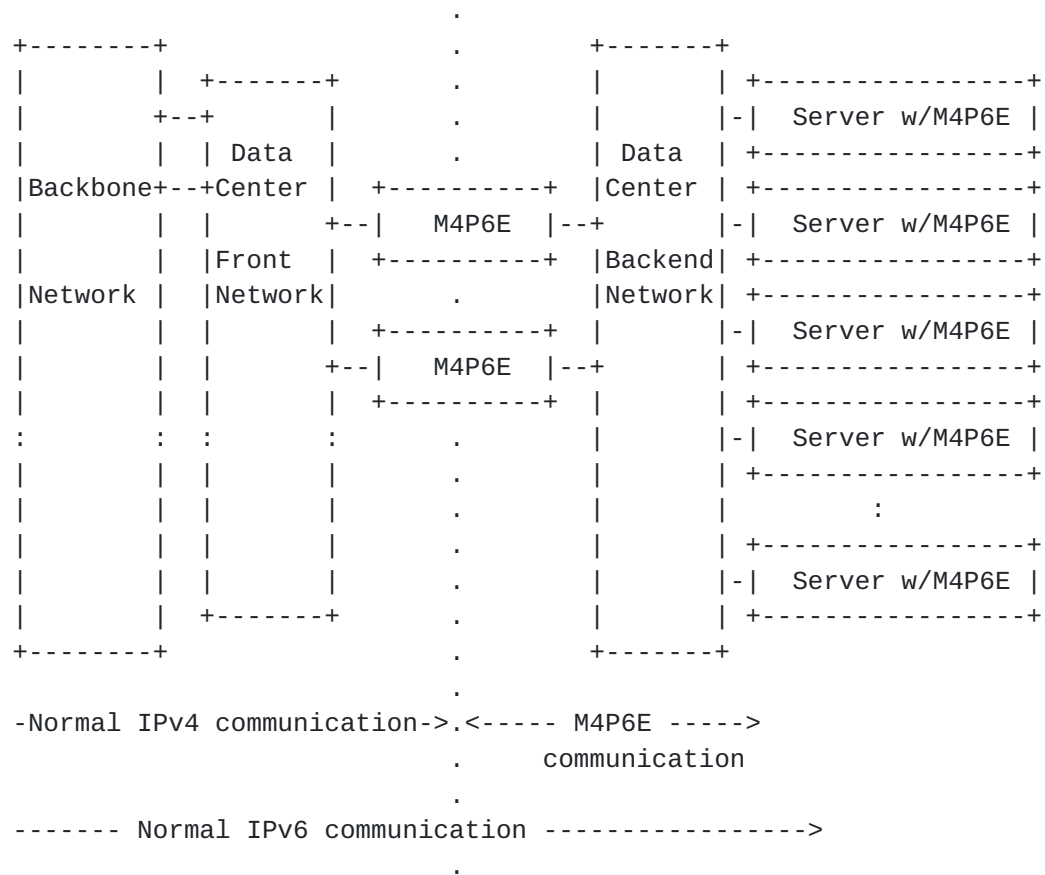 .
+--------+                   .        +-------+
|        |  +-------+        .        |       | +-----------------+
|        +--+       |        .        |       |-|  Server w/M4P6E |
|        |  | Data  |        .        | Data  | +-----------------+
|Backbone+--+Center |  +----------+  |Center | +-----------------+
|        |  |       +--|   M4P6E  |--+       |-|  Server w/M4P6E |
|        |  |Front  |  +----------+  |Backend| +-----------------+
|Network |  |Network|        .        |Network| +-----------------+
|        |  |       |  +----------+  |       |-|  Server w/M4P6E |
|        |  |       +--|   M4P6E  |--+       | +-----------------+
|        |  |       |  +----------+  |       | +-----------------+
:        :  :       :        .        |       |-|  Server w/M4P6E |
|        |  |       |        .        |       | +-----------------+
|        |  |       |        .        |       |         :
|        |  |       |        .        |       | +-----------------+
|        |  |       |        .        |       |-|  Server w/M4P6E |
|        |  +-------+        .        |       | +-----------------+
+--------+                   .        +-------+
                             .
-Normal IPv4 communication->.<----- M4P6E ----->
                             .     communication
                             .
------- Normal IPv6 communication ----------------->
                             .